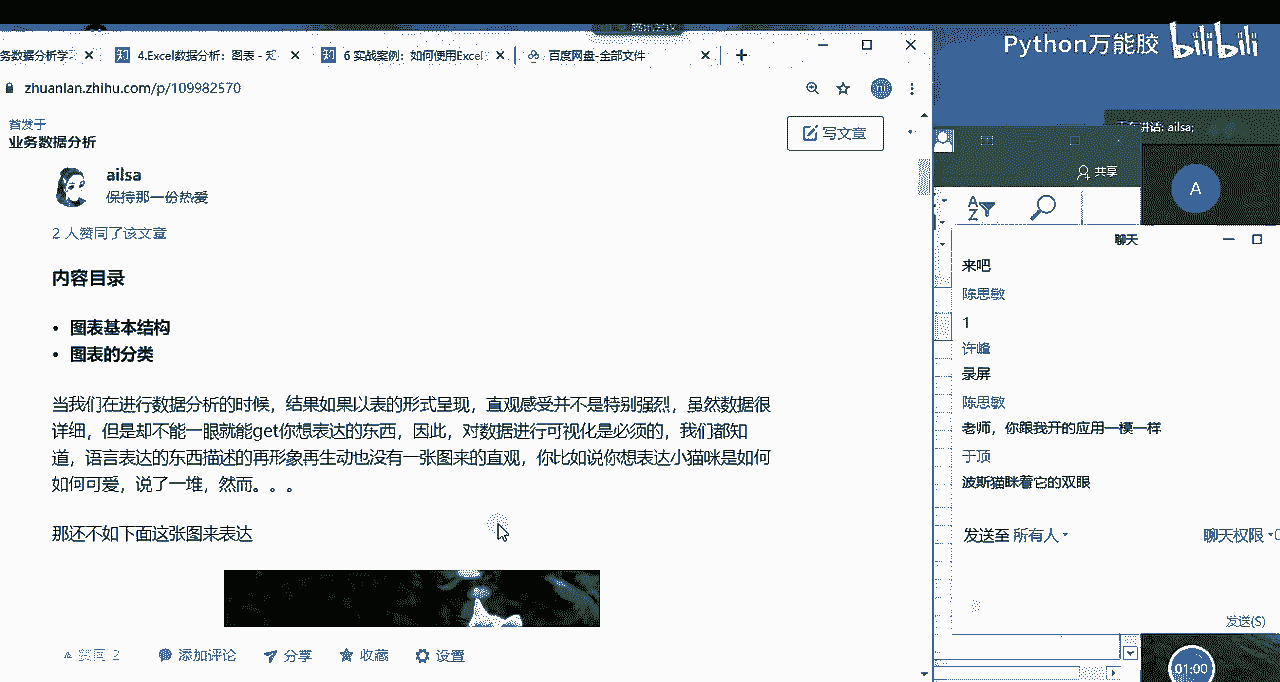 腾讯会议
Python万能胶 bilibili
务数据分析学
4.Excel数据分析：图表 - 知
6 实战案例：如何使用Excel
百度网盘-全部文件
zhuanlan.zhihu.com/p/109982570
首发于
业务数据分析
写文章
ailsa
保持那一份热爱
2 人赞同了该文章
内容目录
• 图表基本结构
• 图表的分类
当我们在进行数据分析的时候，结果如果以表的形式呈现，直观感受并不是特别强烈，虽然数据很
详细，但是却不能一眼就能get你想表达的东西，因此，对数据进行可视化是必须的，我们都知
道，语言表达的东西描述的再形象再生动也没有一张图来的直观，你比如说你想表达小猫咪是如何
如何可爱，说了一堆，然而。。。
那还不如下面这张图来表达
赞同 2
添加评论
分享
收藏
设置
正在讲话: ailsa;
共享
A
A
Z
聊天
来吧
陈思敏
1
许峰
录屏
陈思敏
老师，你跟我开的应用一模一样
于顶
波斯猫眯着它的双眼
发送至 所有人
聊天权限
发送(S)
01:00